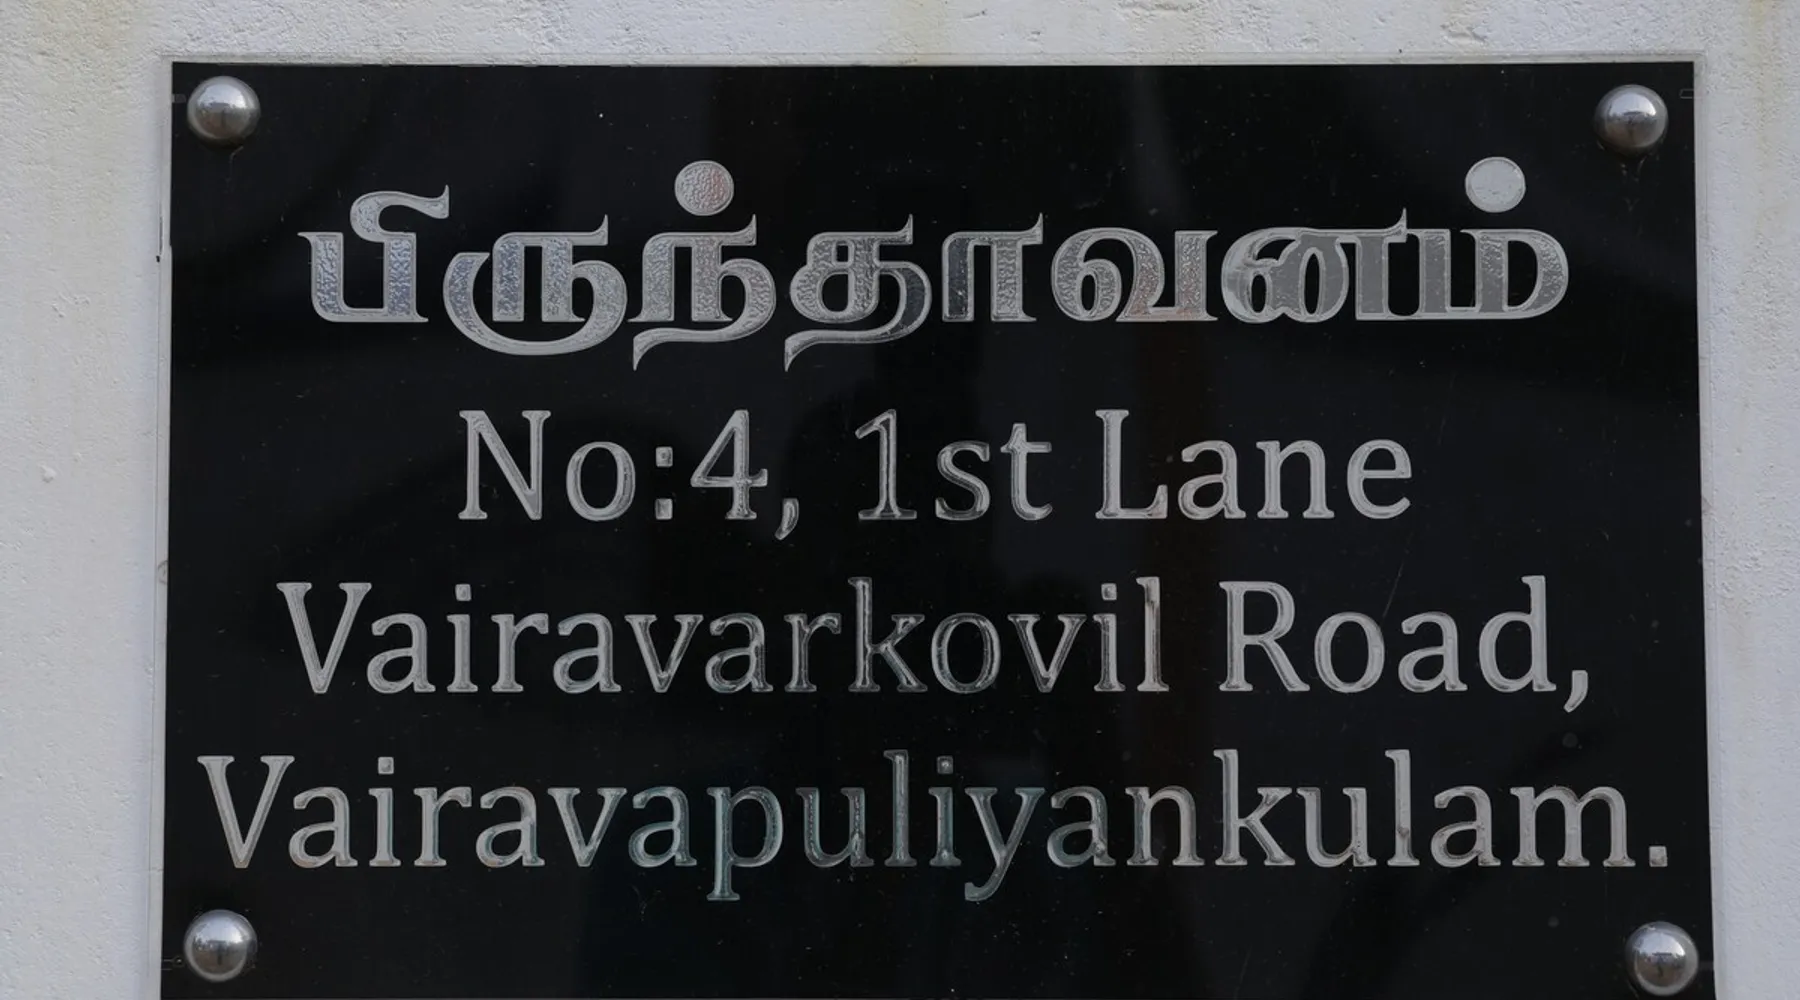 பிருந்தாவனம்
No:4, 1st Lane
Vairavarkovil Road,
Vairavapuliyankulam.